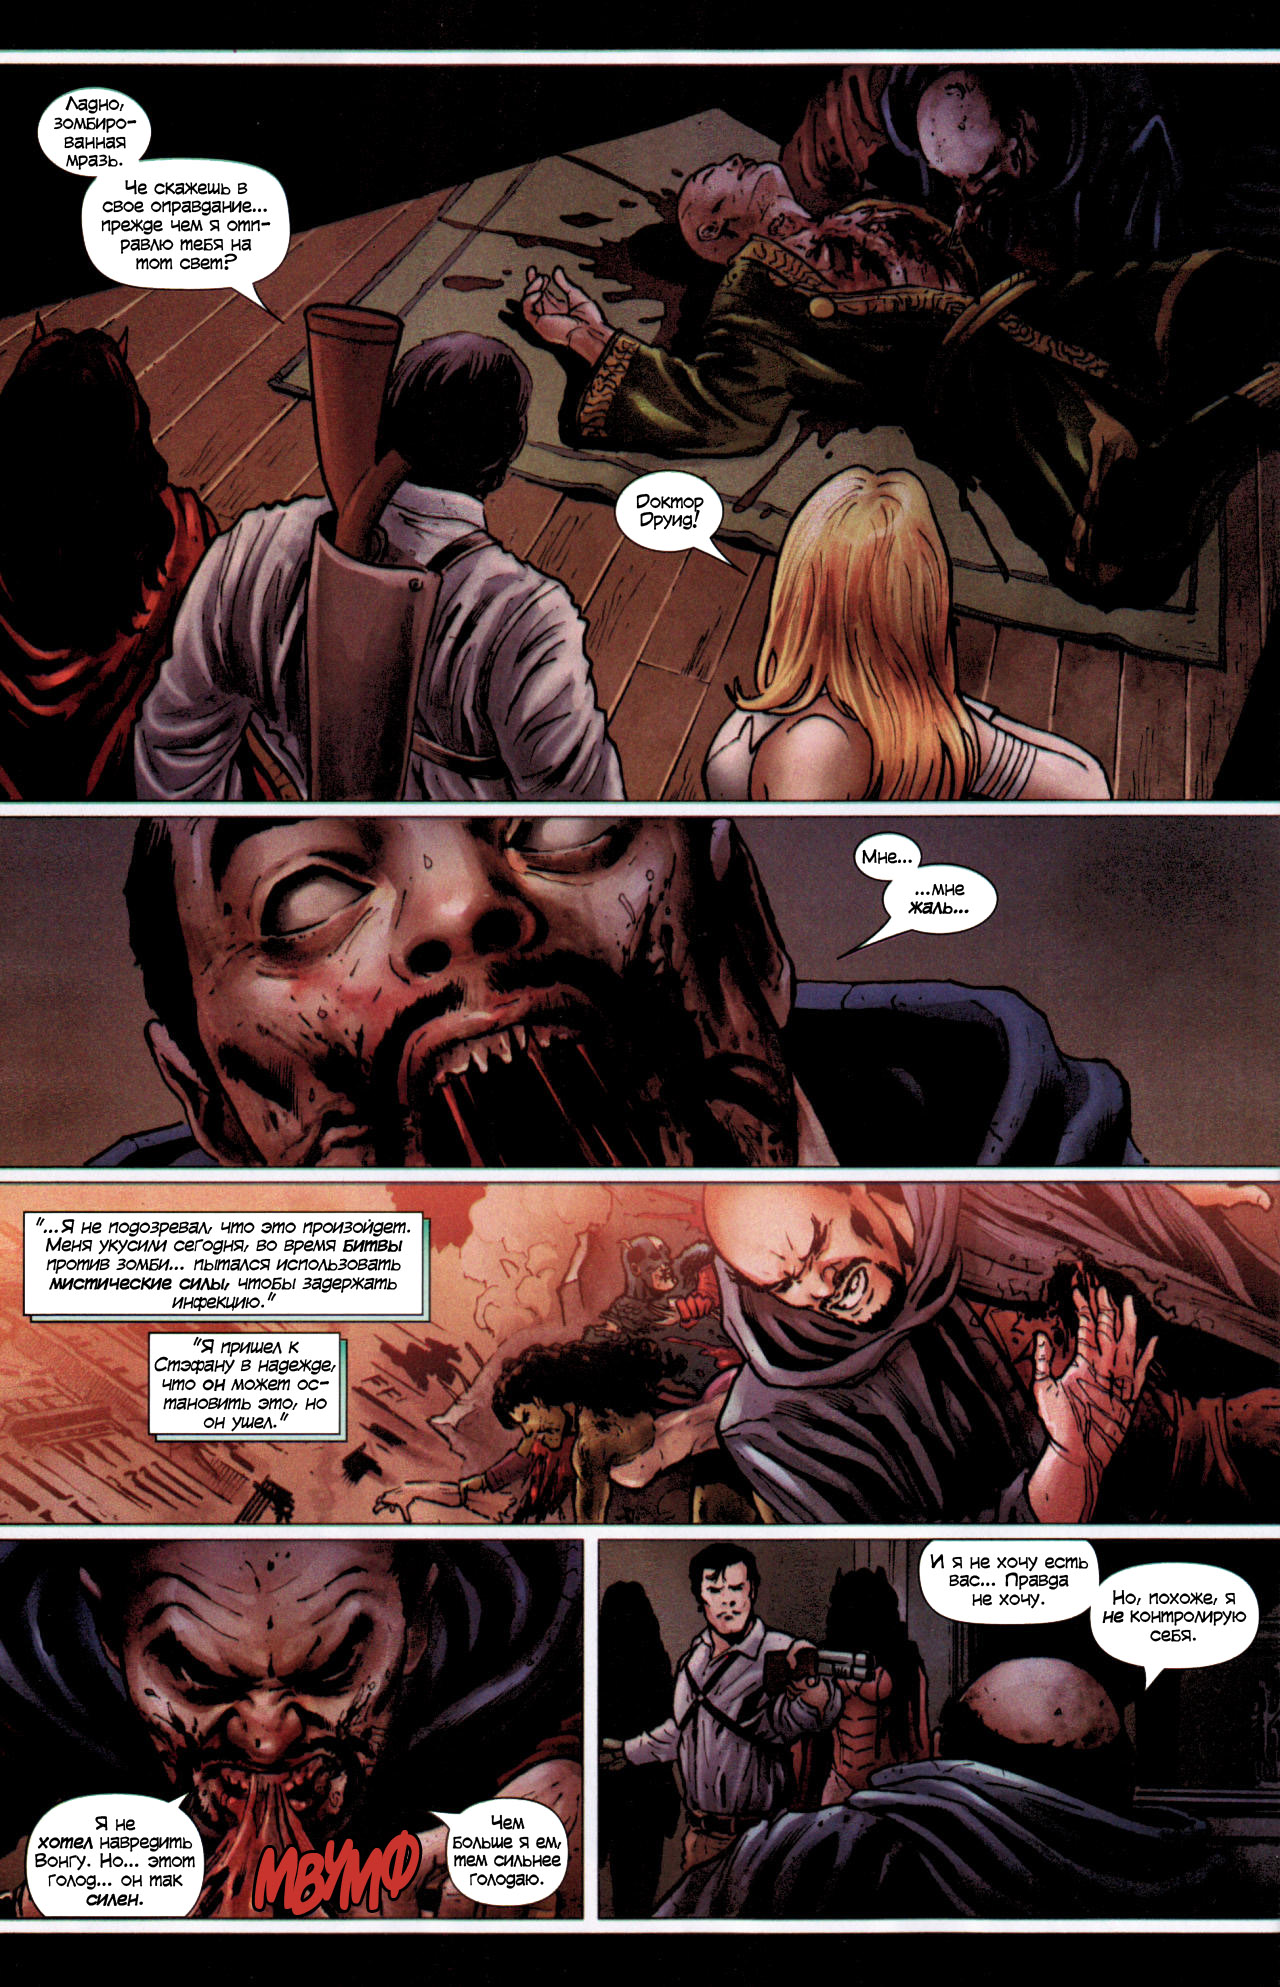 Ладно,
зомбиро-
ванная
мразь.
Че скажешь в
свое оправдание...
прежде чем я отп-
равлю тебя на
тот свет?
Доктор
Друид!
Мне...
...мне
жаль...
"...Я не подозревал, что это произойдет.
Меня укусили сегодня, во время битвы
против зомби... пытался использовать
мистические силы, чтобы задержать
инфекцию."
"Я пришел к
Стэфану в надежде,
что он может ос-
тановить это, но
он ушел."
Я не
хотел навредить
Вонгу. Но... этот
голод... он так
силен.
МВУМФ
Чем
больше я ем,
тем сильнее
голодаю.
И я не хочу есть
вас... Правда
не хочу.
Но, похоже, я
не контролирую
себя.